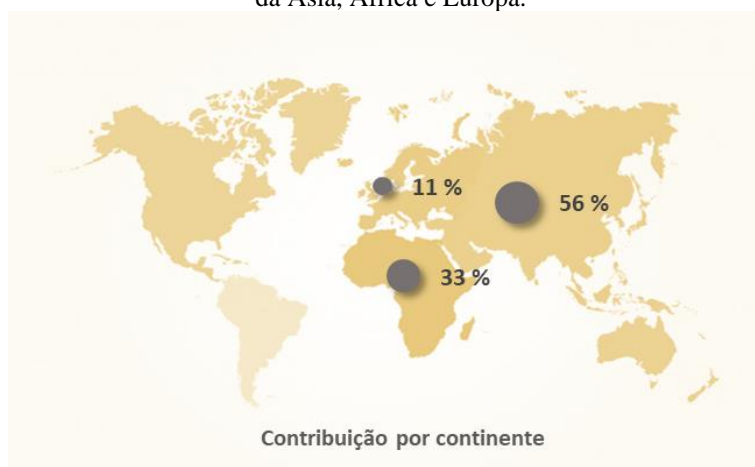 da Ásia, África e Europa.
11 %
56 %
33 %
Contribuição por continente